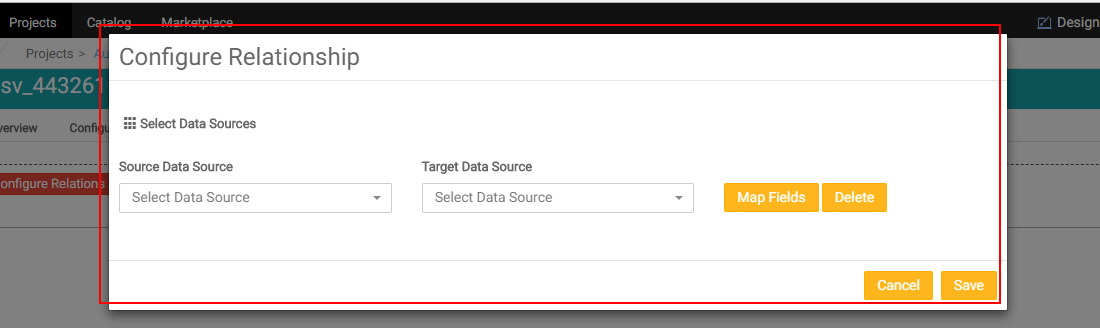 Projects Catalog Marketplace Design
Projects > Au
sv_443261
verview Configu
onfigure Relations
Configure Relationship
Select Data Sources
Source Data Source Target Data Source
Select Data Source Select Data Source Map Fields Delete
Cancel Save